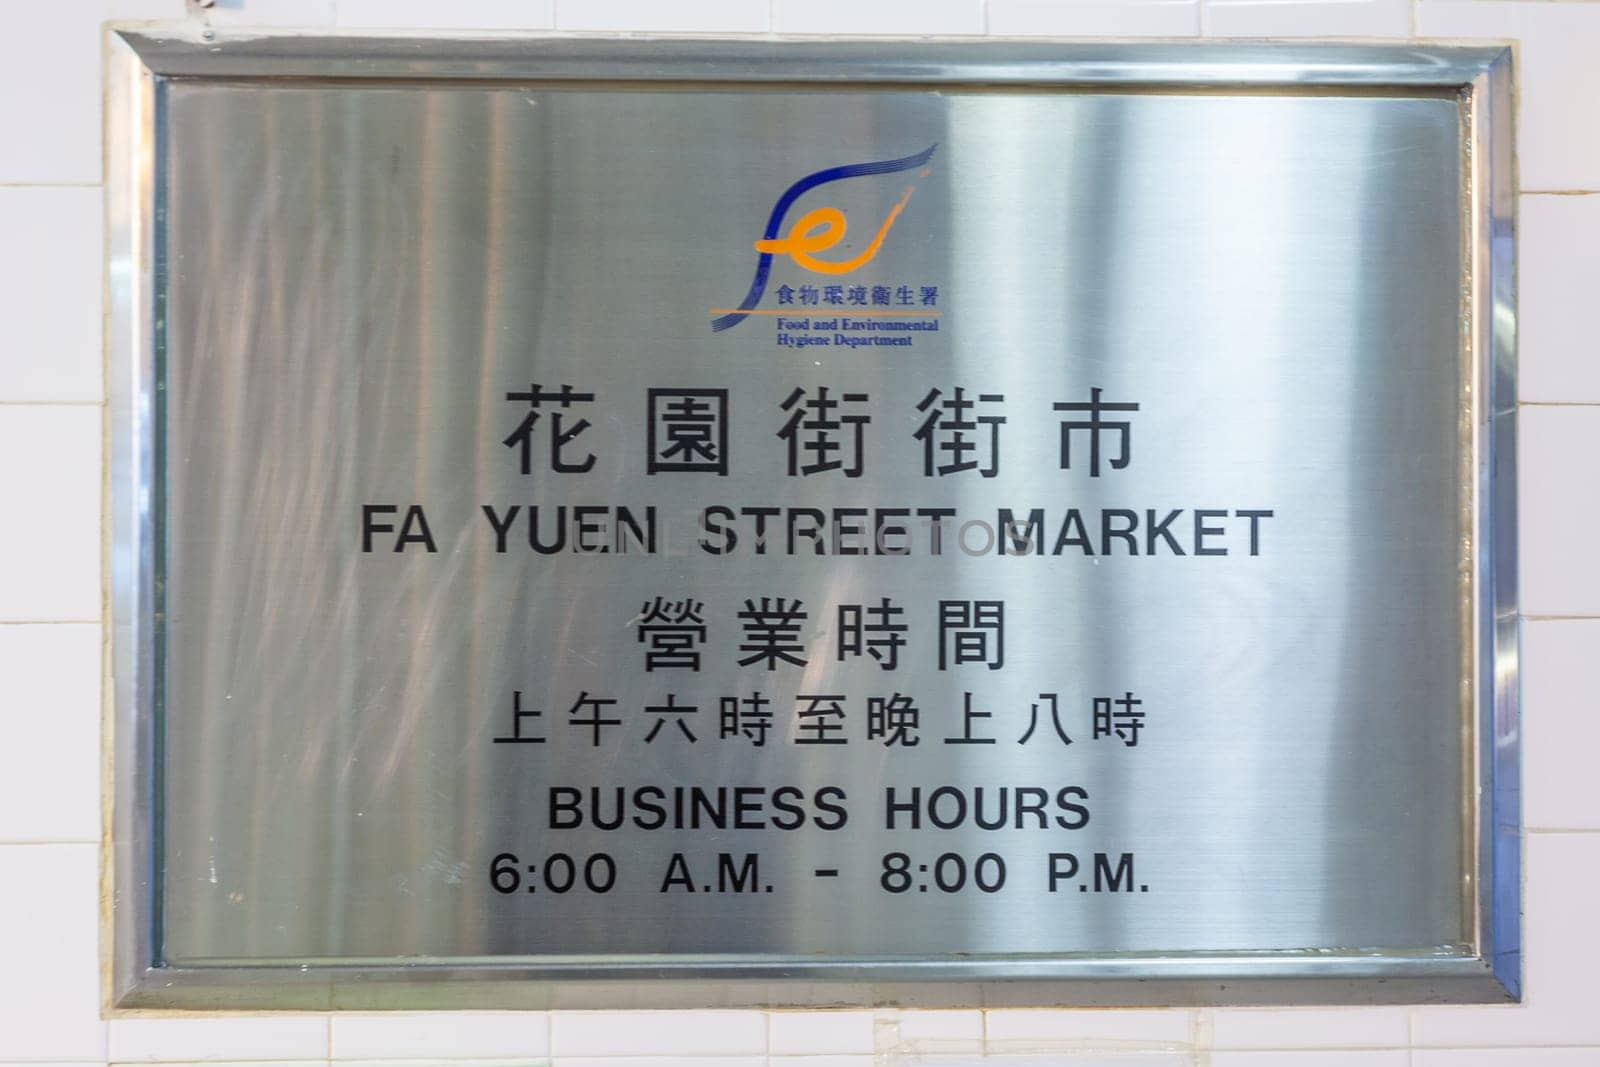 食物環境衞生署
Food and Environmental
Hygiene Department
花園街街市
FA YUEN STREET MARKET
營業時間
上午六時至晚上八時
BUSINESS HOURS
6:00 A.M. - 8:00 P.M.